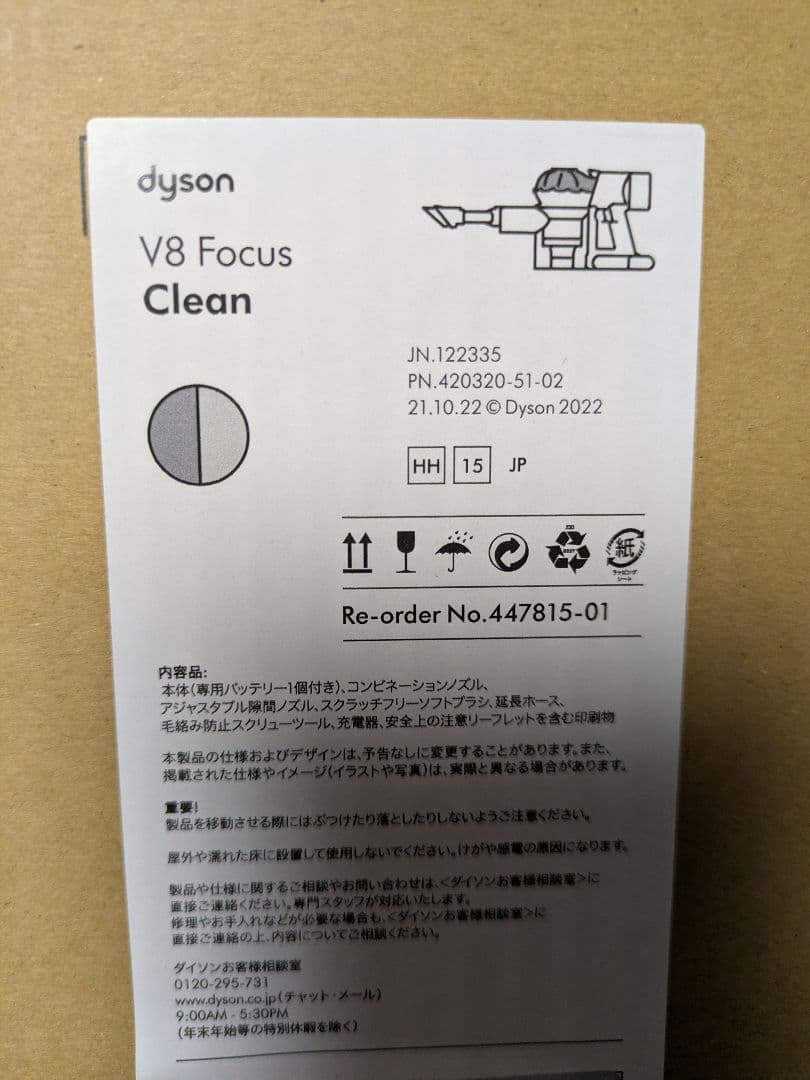 dyson
V8 Focus
Clean
JN.122335
PN.420320-51-02
21.10.22 © Dyson 2022
HH 15 JP
紙
ラッピング
シート
Re-order No.447815-01
内容品:
本体(専用バッテリー1個付き)、コンビネーションノズル、
アジャスタブル隙間ノズル、スクラッチフリーソフトブラシ、延長ホース、
毛絡み防止スクリューツール、充電器、安全上の注意リーフレットを含む印刷物
本製品の仕様およびデザインは、予告なしに変更することがあります。また、
掲載された仕様やイメージ(イラストや写真)は、実際と異なる場合があります。
重要!
製品を移動させる際にはぶつけたり落としたりしないようご注意ください。
屋外や濡れた床に設置して使用しないでください。けがや感電の原因になります。
製品や仕様に関するご相談やお問い合わせは、<ダイソンお客様相談室>に
直接ご連絡ください。専門スタッフが対応いたします。
修理やお手入れなどが必要な場合も、<ダイソンお客様相談室>に
直接ご連絡の上、内容についてご相談ください。
ダイソンお客様相談室
0120-295-731
www.dyson.co.jp(チャット・メール)
9:00AM - 5:30PM
(年末年始等の特別休暇を除く)